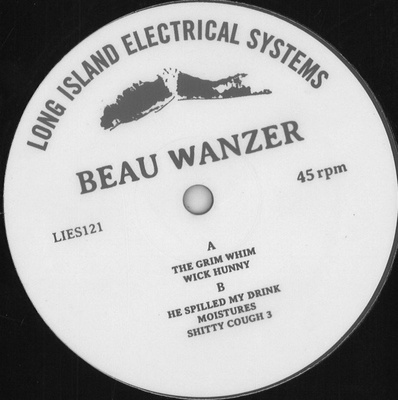 LONG ISLAND ELECTRICAL SYSTEMS
BEAU WANZER
45 rpm
LIES121
A
THE GRIM WHIM
WICK HUNNY
B
HE SPILLED MY DRINK
MOISTURES
SHITTY COUGH 3